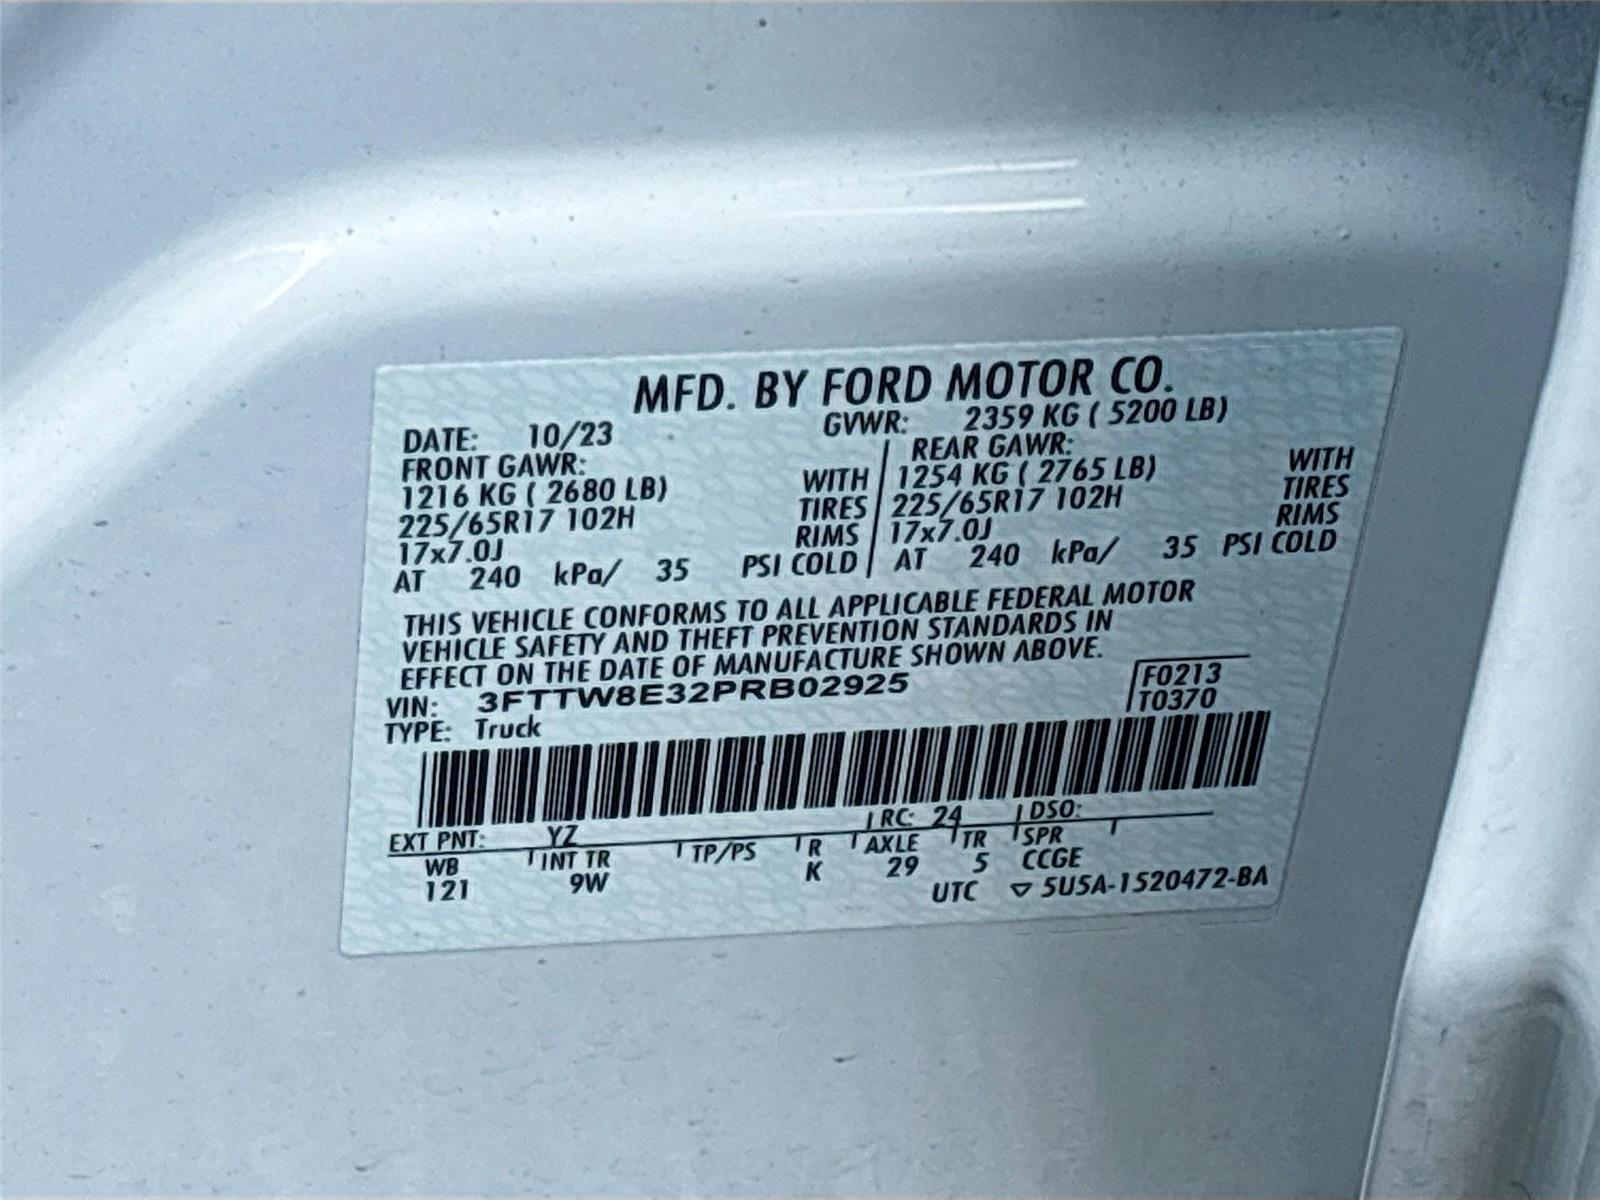 MFD. BY FORD MOTOR CO.
DATE: 10/23 GVWR: 2359 KG ( 5200 LB)
FRONT GAWR: REAR GAWR:
1216 KG ( 2680 LB) WITH 1254 KG ( 2765 LB) WITH
225/65R17 102H TIRES 225/65R17 102H TIRES
17x7.0J RIMS 17x7.0J RIMS
AT 240 kPa/ 35 PSI COLD AT 240 kPa/ 35 PSI COLD
THIS VEHICLE CONFORMS TO ALL APPLICABLE FEDERAL MOTOR
VEHICLE SAFETY AND THEFT PREVENTION STANDARDS IN
EFFECT ON THE DATE OF MANUFACTURE SHOWN ABOVE.
VIN: 3FTTW8E32PRB02925 F0213
TYPE: Truck T0370
EXT PNT: YZ RC: 24 DSO:
WB INT TR TP/PS R AXLE TR SPR
121 9W K 29 5 CCGE
UTC ▽ 5U5A-1520472-BA